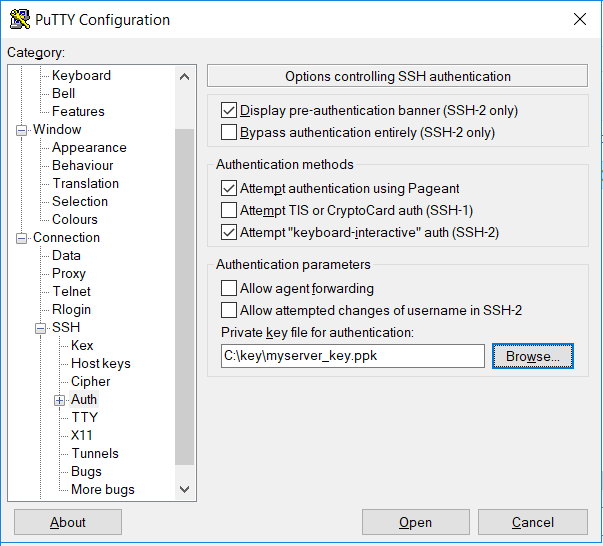 PuTTY Configuration
Category:
Keyboard
Bell
Features
Window
Appearance
Behaviour
Translation
Selection
Colours
Connection
Data
Proxy
Telnet
Rlogin
SSH
Kex
Host keys
Cipher
Auth
TTY
X11
Tunnels
Bugs
More bugs
Options controlling SSH authentication
Display pre-authentication banner (SSH-2 only)
Bypass authentication entirely (SSH-2 only)
Authentication methods
Attempt authentication using Pageant
Attempt TIS or CryptoCard auth (SSH-1)
Attempt "keyboard-interactive" auth (SSH-2)
Authentication parameters
Allow agent forwarding
Allow attempted changes of username in SSH-2
Private key file for authentication:
C:\key\myserver_key.ppk
Browse...
About
Open
Cancel